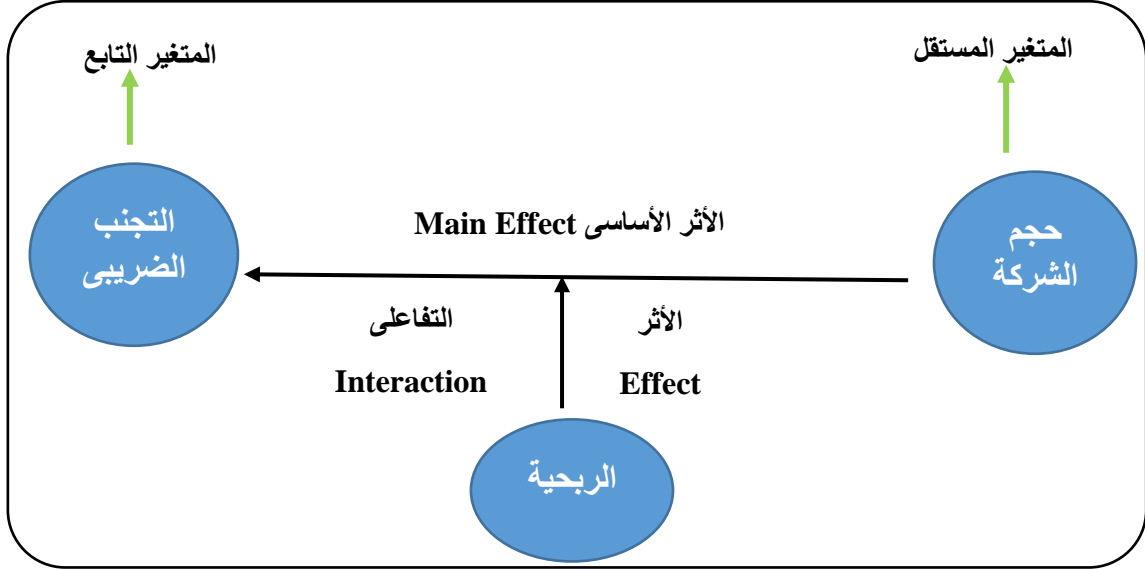 المتغير المستقل
المتغير التابع
حجم
الشركة
الأثر الأساسى Main Effect
التجنب
الضريبى
الأثر
التفاعلى
Interaction
Effect
الربحية